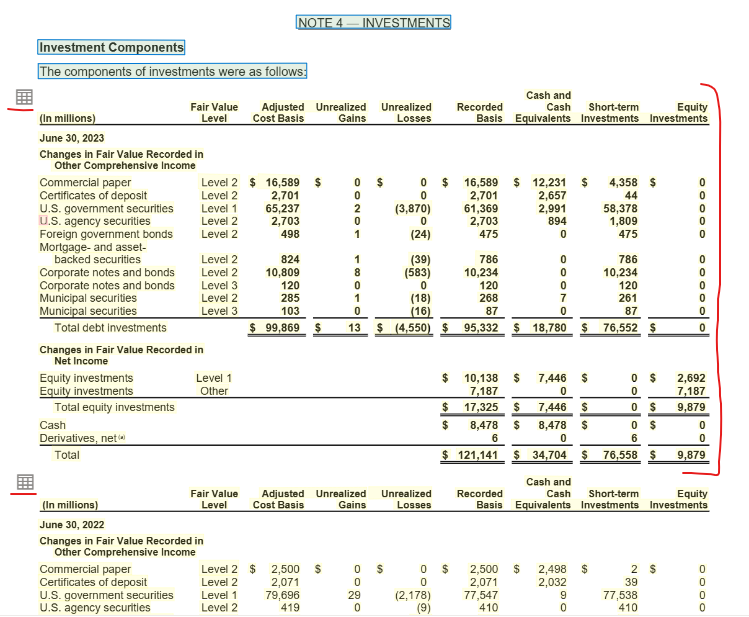 NOTE 4 — INVESTMENTS
Investment Components
The components of investments were as follows:
Cash and
Fair Value Adjusted Unrealized Unrealized Recorded Cash Short-term Equity
(In millions) Level Cost Basis Gains Losses Basis Equivalents Investments Investments
June 30, 2023
Changes in Fair Value Recorded in
Other Comprehensive Income
Commercial paper Level 2 $ 16,589 $ 0 $ 0 $ 16,589 $ 12,231 $ 4,358 $ 0
Certificates of deposit Level 2 2,701 0 0 2,701 2,657 44 0
U.S. government securities Level 1 65,237 2 (3,870) 61,369 2,991 58,378 0
U.S. agency securities Level 2 2,703 0 0 2,703 894 1,809 0
Foreign government bonds Level 2 498 1 (24) 475 0 475 0
Mortgage- and asset-
backed securities Level 2 824 1 (39) 786 0 786 0
Corporate notes and bonds Level 2 10,809 8 (583) 10,234 0 10,234 0
Corporate notes and bonds Level 3 120 0 0 120 0 120 0
Municipal securities Level 2 285 1 (18) 268 7 261 0
Municipal securities Level 3 103 0 (16) 87 0 87 0
Total debt investments $ 99,869 $ 13 $ (4,550) $ 95,332 $ 18,780 $ 76,552 $ 0
Changes in Fair Value Recorded in
Net Income
Equity investments Level 1 $ 10,138 $ 7,446 $ 0 $ 2,692
Equity investments Other 7,187 0 0 7,187
Total equity investments $ 17,325 $ 7,446 $ 0 $ 9,879
Cash $ 8,478 $ 8,478 $ 0 $ 0
Derivatives, net (a) 6 0 6 0
Total $ 121,141 $ 34,704 $ 76,558 $ 9,879
Cash and
Fair Value Adjusted Unrealized Unrealized Recorded Cash Short-term Equity
(In millions) Level Cost Basis Gains Losses Basis Equivalents Investments Investments
June 30, 2022
Changes in Fair Value Recorded in
Other Comprehensive Income
Commercial paper Level 2 $ 2,500 $ 0 $ 0 $ 2,500 $ 2,498 $ 2 $ 0
Certificates of deposit Level 2 2,071 0 0 2,071 2,032 39 0
U.S. government securities Level 1 79,696 29 (2,178) 77,547 9 77,538 0
U.S. agency securities Level 2 419 0 (9) 410 0 410 0